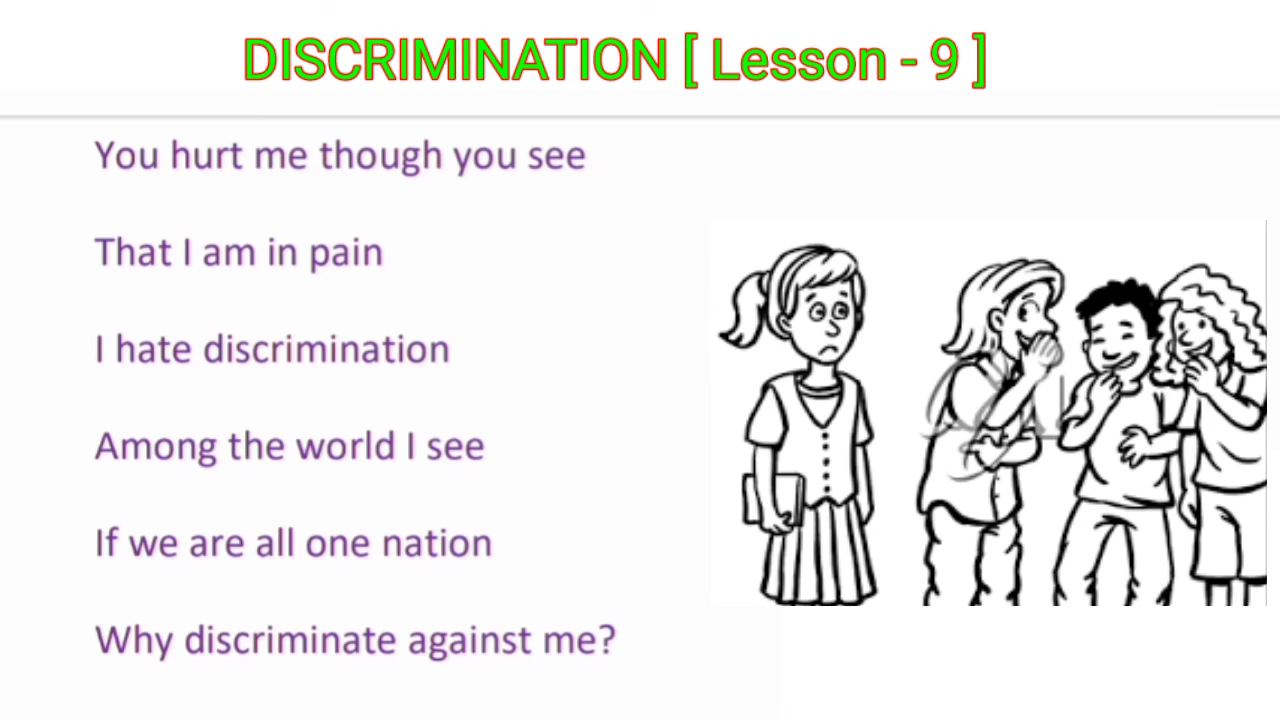 DISCRIMINATION [ Lesson - 9 ]
You hurt me though you see
That I am in pain
I hate discrimination
Among the world I see
If we are all one nation
Why discriminate against me?